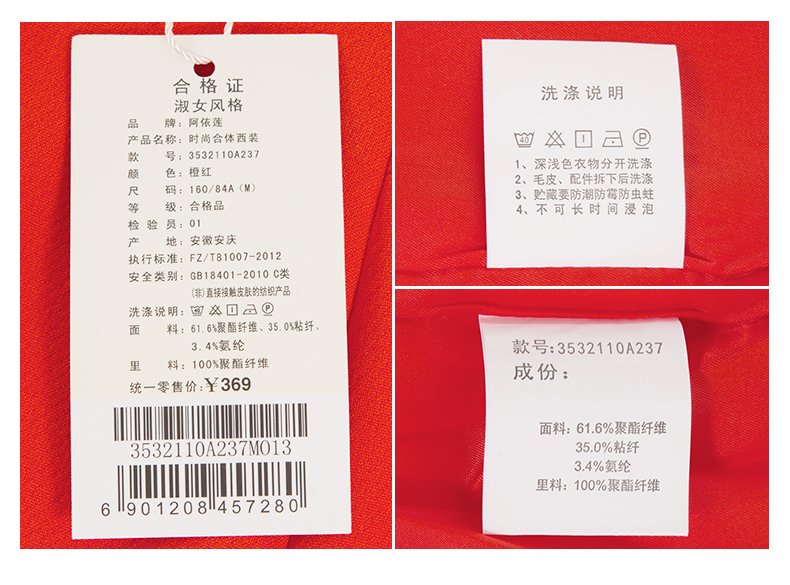 合格证
淑女风格
品牌：阿依莲
产品名称：时尚合体西装
款号：3532110A237
颜色：橙红
尺码：160/84A（M）
等级：合格品
检验员：01
产地：安徽安庆
执行标准：FZ/T81007-2012
安全类别：GB18401-2010 C类
(非)直接接触皮肤的纺织产品
洗涤说明：40 P
面料：61.6%聚酯纤维、35.0%粘纤、
3.4%氨纶
里料：100%聚酯纤维
统一零售价:￥369
3532110A237M013
6 901208 457280
洗涤说明
40 P
1、深浅色衣物分开洗涤
2、毛皮、配件拆下后洗涤
3、贮藏要防潮防霉防虫蛀
4、不可长时间浸泡
款号:3532110A237
成份：
面料：61.6%聚酯纤维
35.0%粘纤
3.4%氨纶
里料：100%聚酯纤维